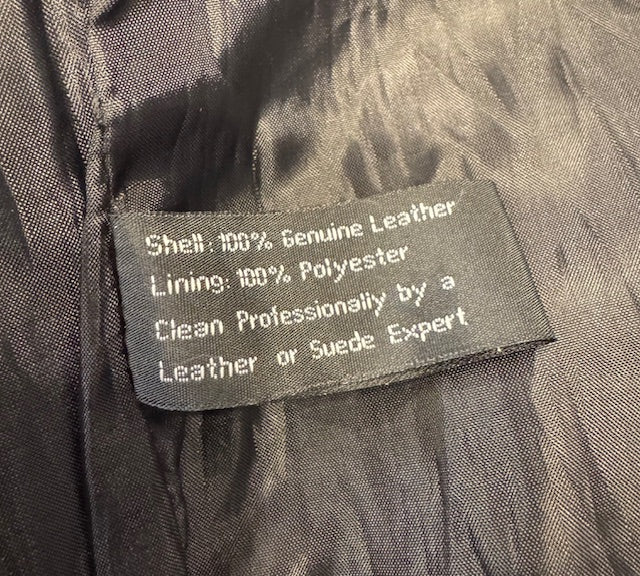 Shell: 100% Genuine Leather
Lining: 100% Polyester
Clean Professionally by a
Leather or Suede Expert